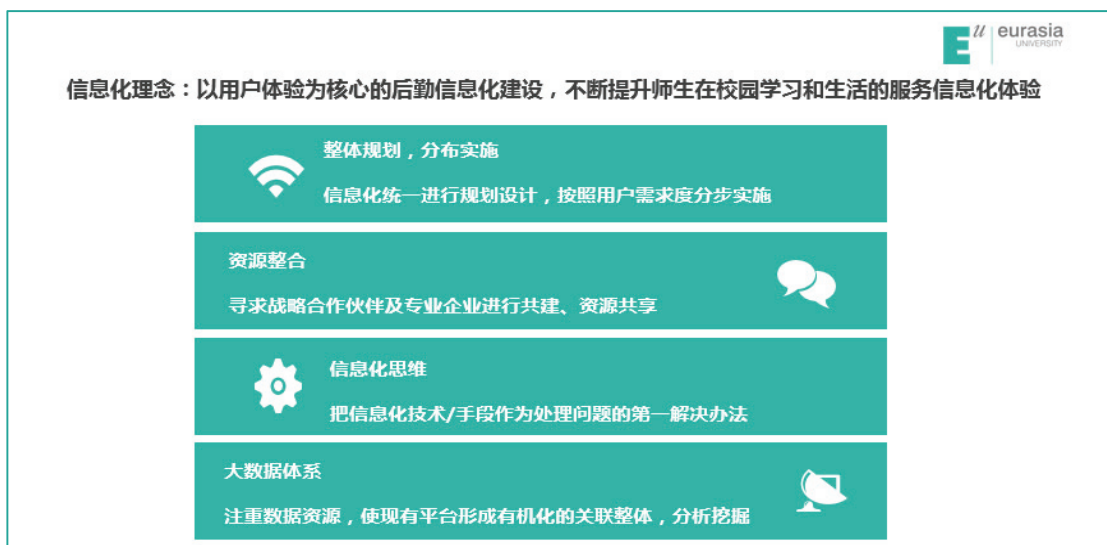 Eu eurasia
UNIVERSITY
信息化理念：以用户体验为核心的后勤信息化建设，不断提升师生在校园学习和生活的服务信息化体验
整体规划，分布实施
信息化统一进行规划设计，按照用户需求度分步实施
资源整合
寻求战略合作伙伴及专业企业进行共建、资源共享
信息化思维
把信息化技术/手段作为处理问题的第一解决办法
大数据体系
注重数据资源，使现有平台形成有机化的关联整体，分析挖掘